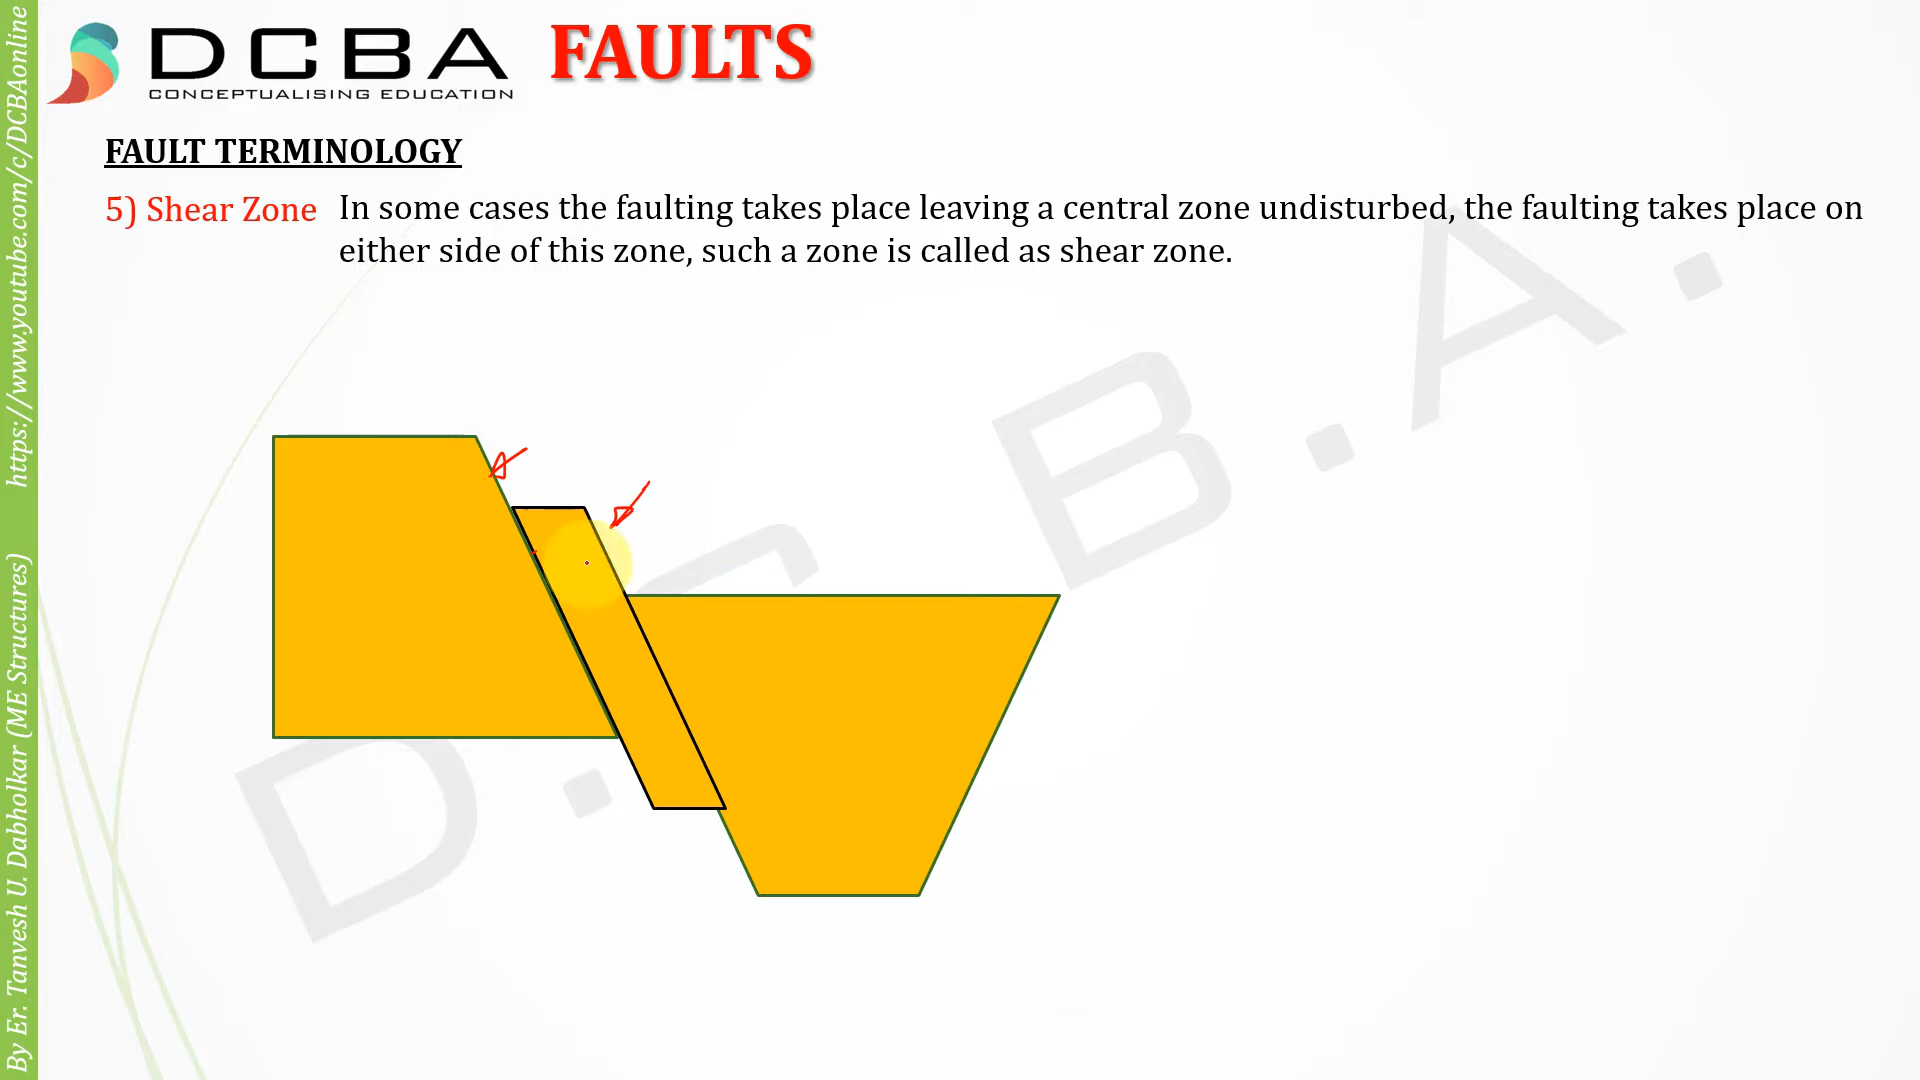 DCBA
CONCEPTUALISING EDUCATION
FAULTS
FAULT TERMINOLOGY
5) Shear Zone In some cases the faulting takes place leaving a central zone undisturbed, the faulting takes place on
either side of this zone, such a zone is called as shear zone.
By Er. Tanvesh U. Dabholkar (ME Structures) https://www.youtube.com/c/DCBAonline
D.C.B.A.